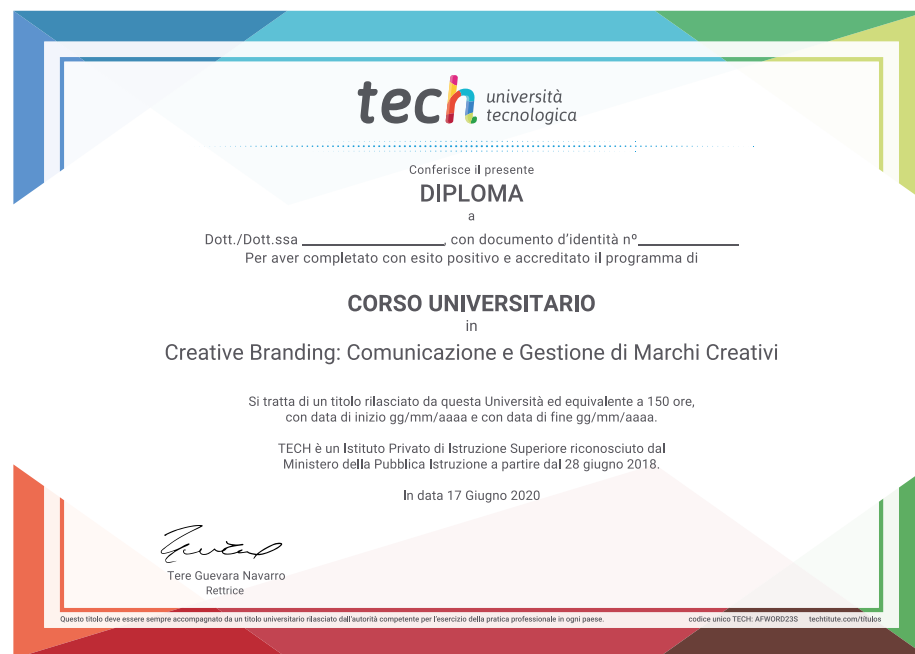 tech università
tecnologica
Conferisce il presente
DIPLOMA
a
Dott./Dott.ssa ____________________, con documento d'identità nº______________
Per aver completato con esito positivo e accreditato il programma di
CORSO UNIVERSITARIO
in
Creative Branding: Comunicazione e Gestione di Marchi Creativi
Si tratta di un titolo rilasciato da questa Università ed equivalente a 150 ore,
con data di inizio gg/mm/aaaa e con data di fine gg/mm/aaaa.
TECH è un Istituto Privato di Istruzione Superiore riconosciuto dal
Ministero della Pubblica Istruzione a partire dal 28 giugno 2018.
In data 17 Giugno 2020
Tere Guevara Navarro
Rettrice
Questo titolo deve essere sempre accompagnato da un titolo universitario rilasciato dall'autorità competente per l'esercizio della pratica professionale in ogni paese. codice unico TECH: AFWORD23S techtitute.com/títulos